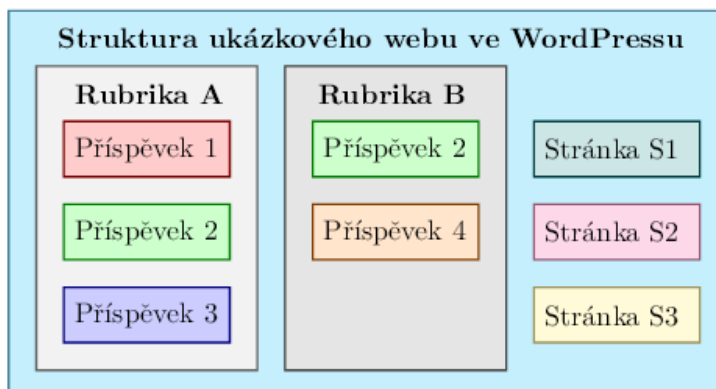 Struktura ukázkového webu ve WordPressu
Rubrika A
Příspěvek 1
Příspěvek 2
Příspěvek 3
Rubrika B
Příspěvek 2
Příspěvek 4
Stránka S1
Stránka S2
Stránka S3